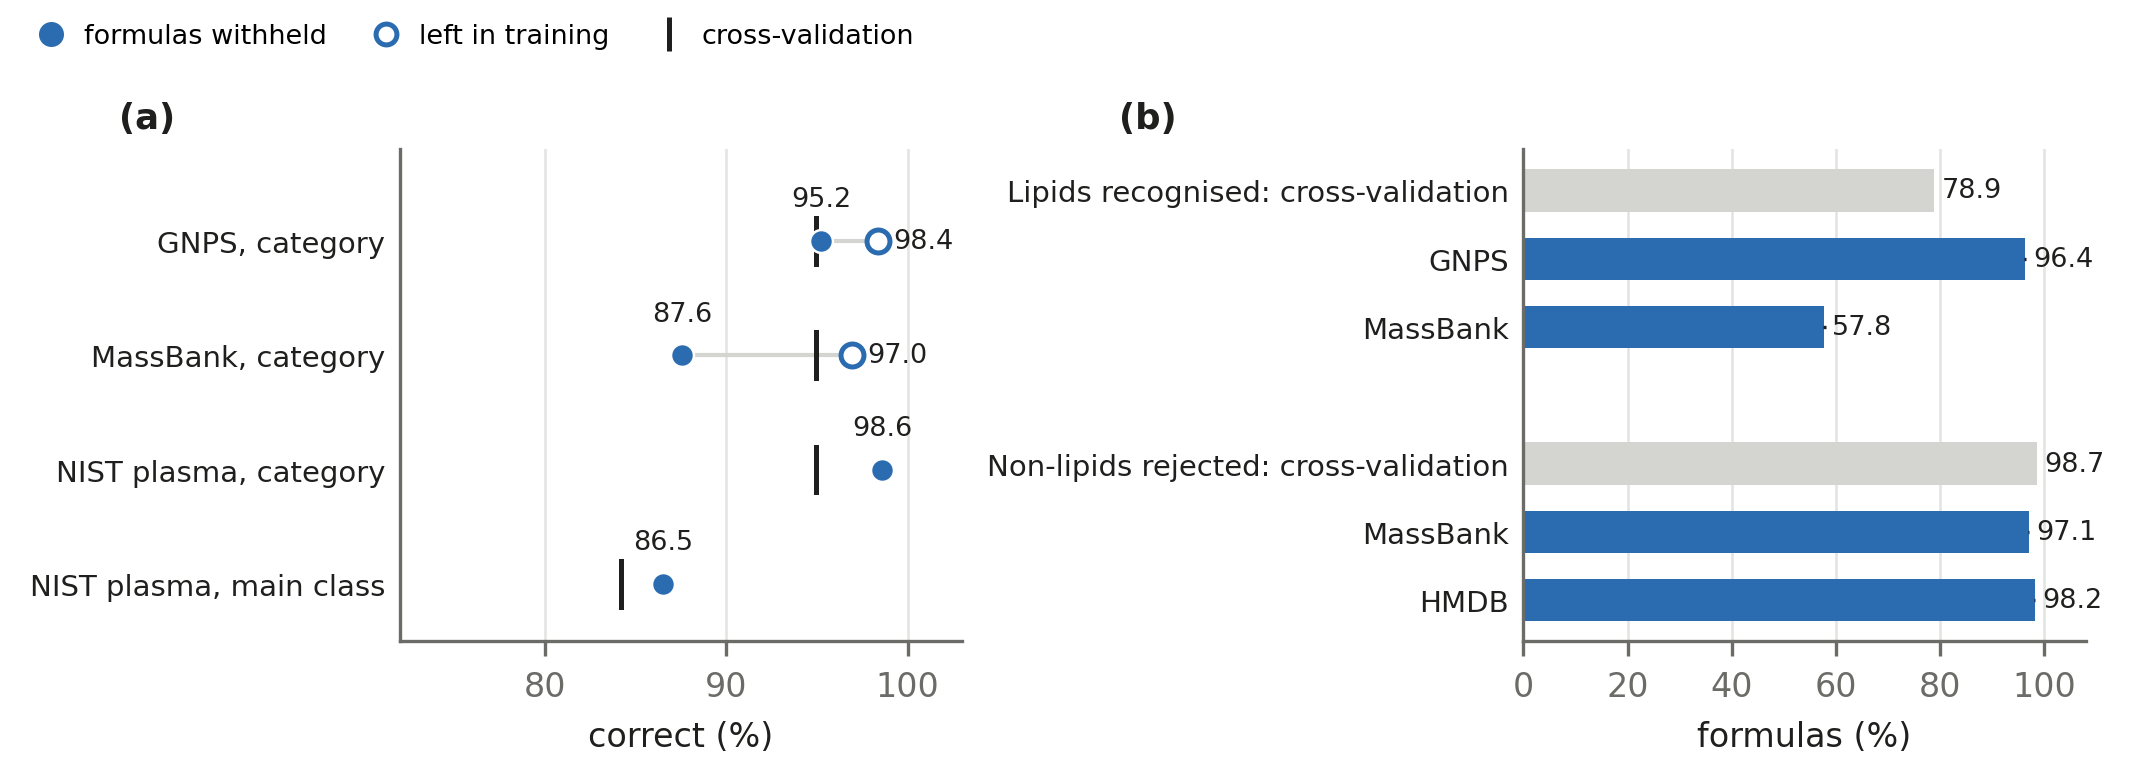 formulas withheld
left in training
cross-validation
(a)
95.2
GNPS, category
98.4
87.6
MassBank, category
97.0
98.6
NIST plasma, category
86.5
NIST plasma, main class
80
90
100
correct (%)
(b)
Lipids recognised: cross-validation
78.9
GNPS
96.4
MassBank
57.8
Non-lipids rejected: cross-validation
98.7
MassBank
97.1
HMDB
98.2
0
20
40
60
80
100
formulas (%)